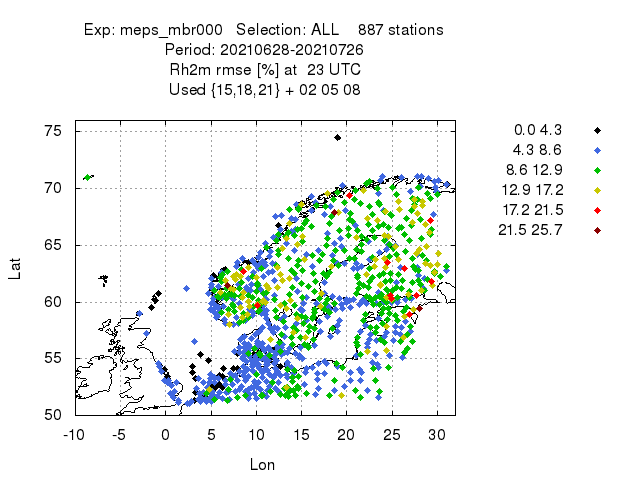 Exp: meps_mbr000   Selection: ALL    887 stations
Period: 20210628-20210726
Rh2m rmse [%] at  23 UTC
Used {15,18,21} + 02 05 08
75
70
65
60
55
50
Lat
-10 -5 0 5 10 15 20 25 30
Lon
0.0 4.3
4.3 8.6
8.6 12.9
12.9 17.2
17.2 21.5
21.5 25.7